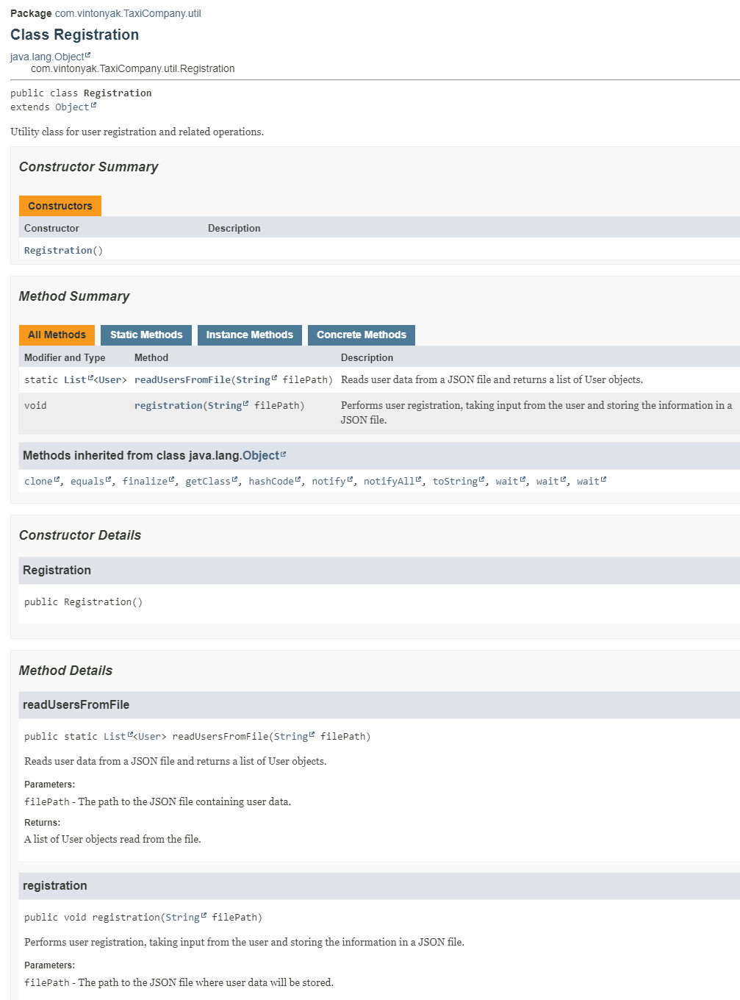 Package com.vintonyak.TaxiCompany.util
Class Registration
java.lang.Object
com.vintonyak.TaxiCompany.util.Registration
public class Registration
extends Object
Utility class for user registration and related operations.
Constructor Summary
Constructors
Constructor Description
Registration()
Method Summary
All Methods Static Methods Instance Methods Concrete Methods
Modifier and Type Method Description
static List<User> readUsersFromFile(String filePath) Reads user data from a JSON file and returns a list of User objects.
void registration(String filePath) Performs user registration, taking input from the user and storing the information in a
JSON file.
Methods inherited from class java.lang.Object
clone, equals, finalize, getClass, hashCode, notify, notifyAll, toString, wait, wait, wait
Constructor Details
Registration
public Registration()
Method Details
readUsersFromFile
public static List<User> readUsersFromFile(String filePath)
Reads user data from a JSON file and returns a list of User objects.
Parameters:
filePath - The path to the JSON file containing user data.
Returns:
A list of User objects read from the file.
registration
public void registration(String filePath)
Performs user registration, taking input from the user and storing the information in a JSON file.
Parameters:
filePath - The path to the JSON file where user data will be stored.